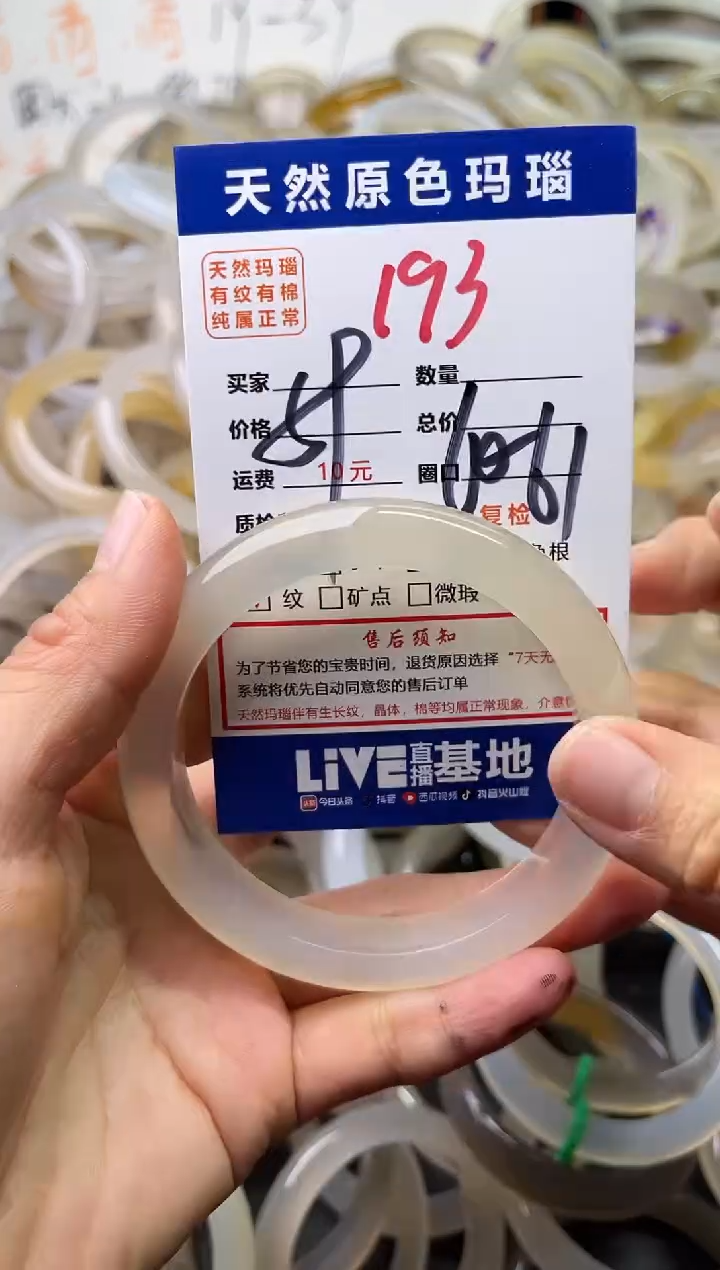 天然原色玛瑙
天然玛瑙
有纹有棉
纯属正常
193
买家
数量
价格
总价
运费 10元
圈口
质检
复检
色根
纹 矿点 微瑕
售后须知
为了节省您的宝贵时间，退货原因选择“7天无
系统将优先自动同意您的售后订单
天然玛瑙伴有生长纹，晶体，棉等均属正常现象，介意
LiVE直播基地
今日头条 抖音 西瓜视频 抖音火山版